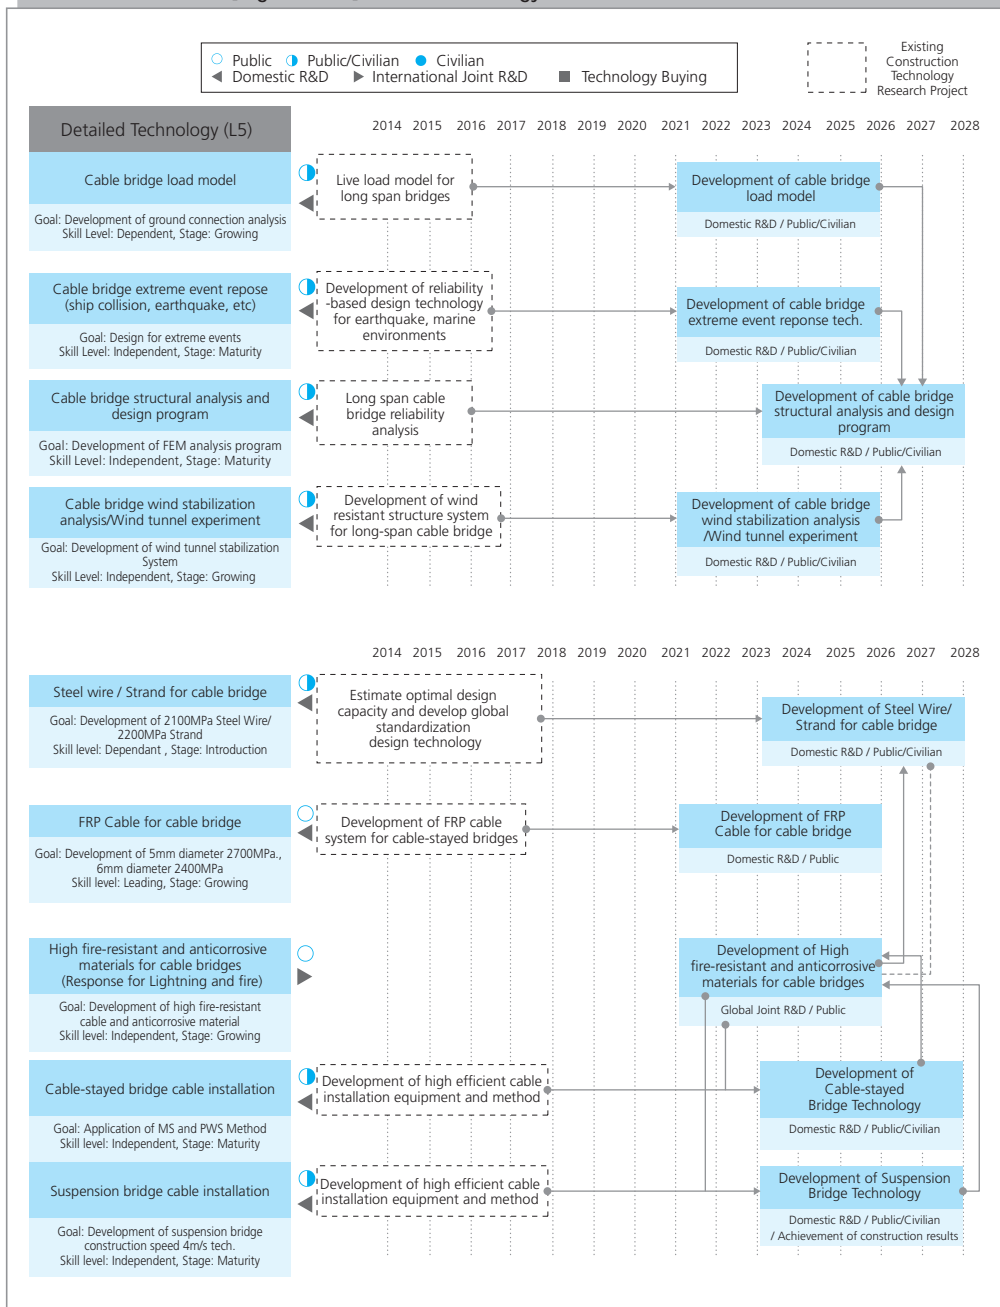 Public Public/Civilian Civilian
Domestic R&D International Joint R&D Technology Buying
Existing
Construction
Technology
Research Project
Detailed Technology (L5)
2014 2015 2016 2017 2018 2019 2020 2021 2022 2023 2024 2025 2026 2027 2028
Cable bridge load model
Goal: Development of ground connection analysis
Skill Level: Dependent, Stage: Growing
Live load model for
long span bridges
Development of cable bridge
load model
Domestic R&D / Public/Civilian
Cable bridge extreme event repose
(ship collision, earthquake, etc)
Goal: Design for extreme events
Skill Level: Independent, Stage: Maturity
Development of reliability
-based design technology
for earthquake, marine
environments
Development of cable bridge
extreme event reponse tech.
Domestic R&D / Public/Civilian
Cable bridge structural analysis and
design program
Goal: Development of FEM analysis program
Skill Level: Independent, Stage: Maturity
Long span cable
bridge reliability
analysis
Development of cable bridge
structural analysis and design
program
Domestic R&D / Public/Civilian
Cable bridge wind stabilization
analysis/Wind tunnel experiment
Goal: Development of wind tunnel stabilization
System
Skill Level: Independent, Stage: Growing
Development of wind
resistant structure system
for long-span cable bridge
Development of cable bridge
wind stabilization analysis
/Wind tunnel experiment
Domestic R&D / Public/Civilian
2014 2015 2016 2017 2018 2019 2020 2021 2022 2023 2024 2025 2026 2027 2028
Steel wire / Strand for cable bridge
Goal: Development of 2100MPa Steel Wire/
2200MPa Strand
Skill level: Dependant , Stage: Introduction
Estimate optimal design
capacity and develop global
standardization
design technology
Development of Steel Wire/
Strand for cable bridge
Domestic R&D / Public/Civilian
FRP Cable for cable bridge
Goal: Development of 5mm diameter 2700MPa.,
6mm diameter 2400MPa
Skill level: Leading, Stage: Growing
Development of FRP cable
system for cable-stayed bridges
Development of FRP
Cable for cable bridge
Domestic R&D / Public
High fire-resistant and anticorrosive
materials for cable bridges
(Response for Lightning and fire)
Goal: Development of high fire-resistant
cable and anticorrosive material
Skill level: Independent, Stage: Growing
Development of High
fire-resistant and anticorrosive
materials for cable bridges
Global Joint R&D / Public
Cable-stayed bridge cable installation
Goal: Application of MS and PWS Method
Skill level: Independent, Stage: Maturity
Development of high efficient cable
installation equipment and method
Development of
Cable-stayed
Bridge Technology
Domestic R&D / Public/Civilian
Suspension bridge cable installation
Goal: Development of suspension bridge
construction speed 4m/s tech.
Skill level: Independent, Stage: Maturity
Development of high efficient cable
installation equipment and method
Development of Suspension
Bridge Technology
Domestic R&D / Public/Civilian
/ Achievement of construction results